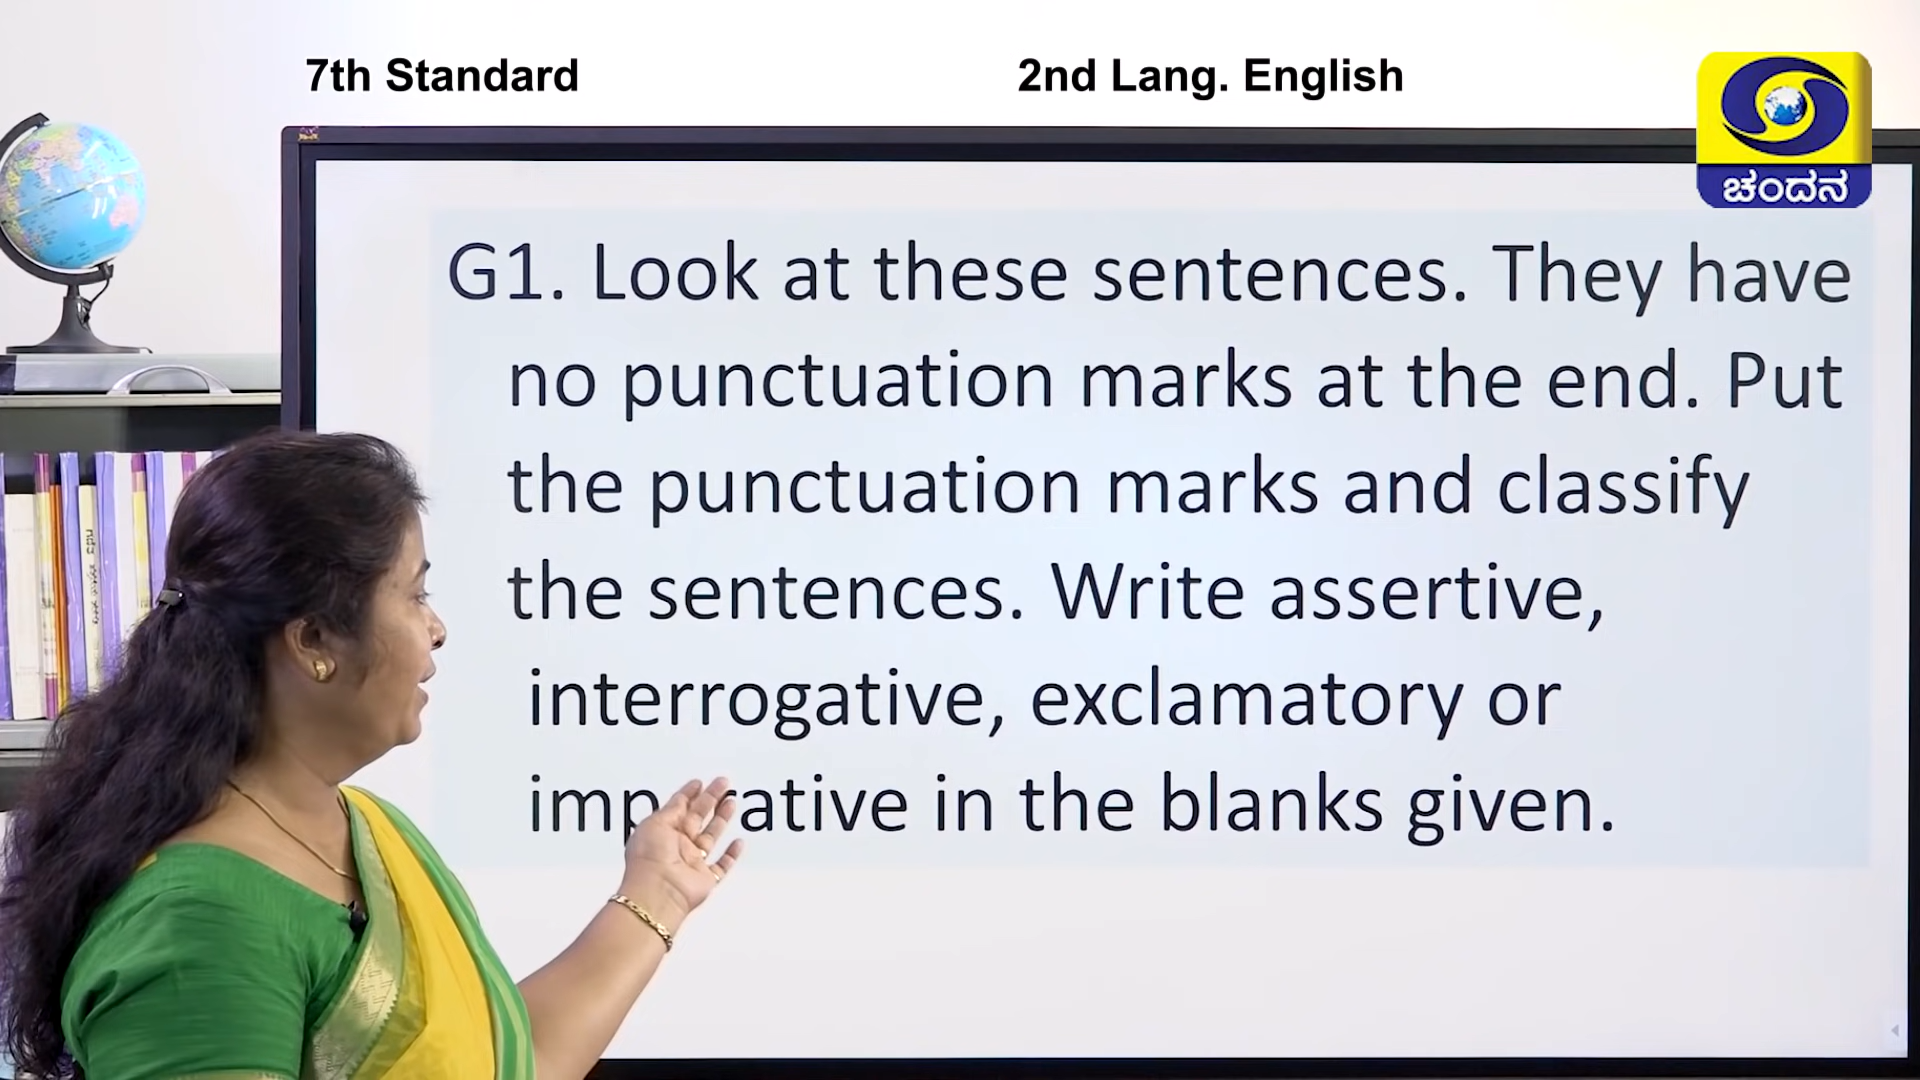 7th Standard
2nd Lang. English
ಚಂದನ
G1. Look at these sentences. They have
no punctuation marks at the end. Put
the punctuation marks and classify
the sentences. Write assertive,
interrogative, exclamatory or
in the blanks given.